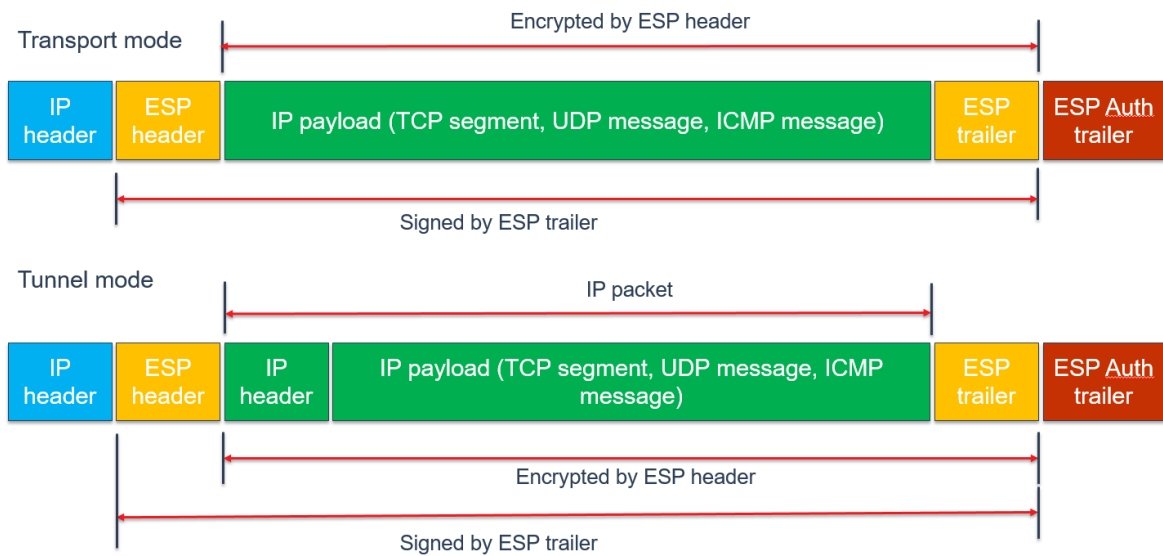 Encrypted by ESP header
Transport mode
IP
header
ESP
header
IP payload (TCP segment, UDP message, ICMP message)
ESP
trailer
ESP Auth
trailer
Signed by ESP trailer
Tunnel mode
IP packet
IP
header
ESP
header
IP
header
IP payload (TCP segment, UDP message, ICMP
message)
ESP
trailer
ESP Auth
trailer
Encrypted by ESP header
Signed by ESP trailer